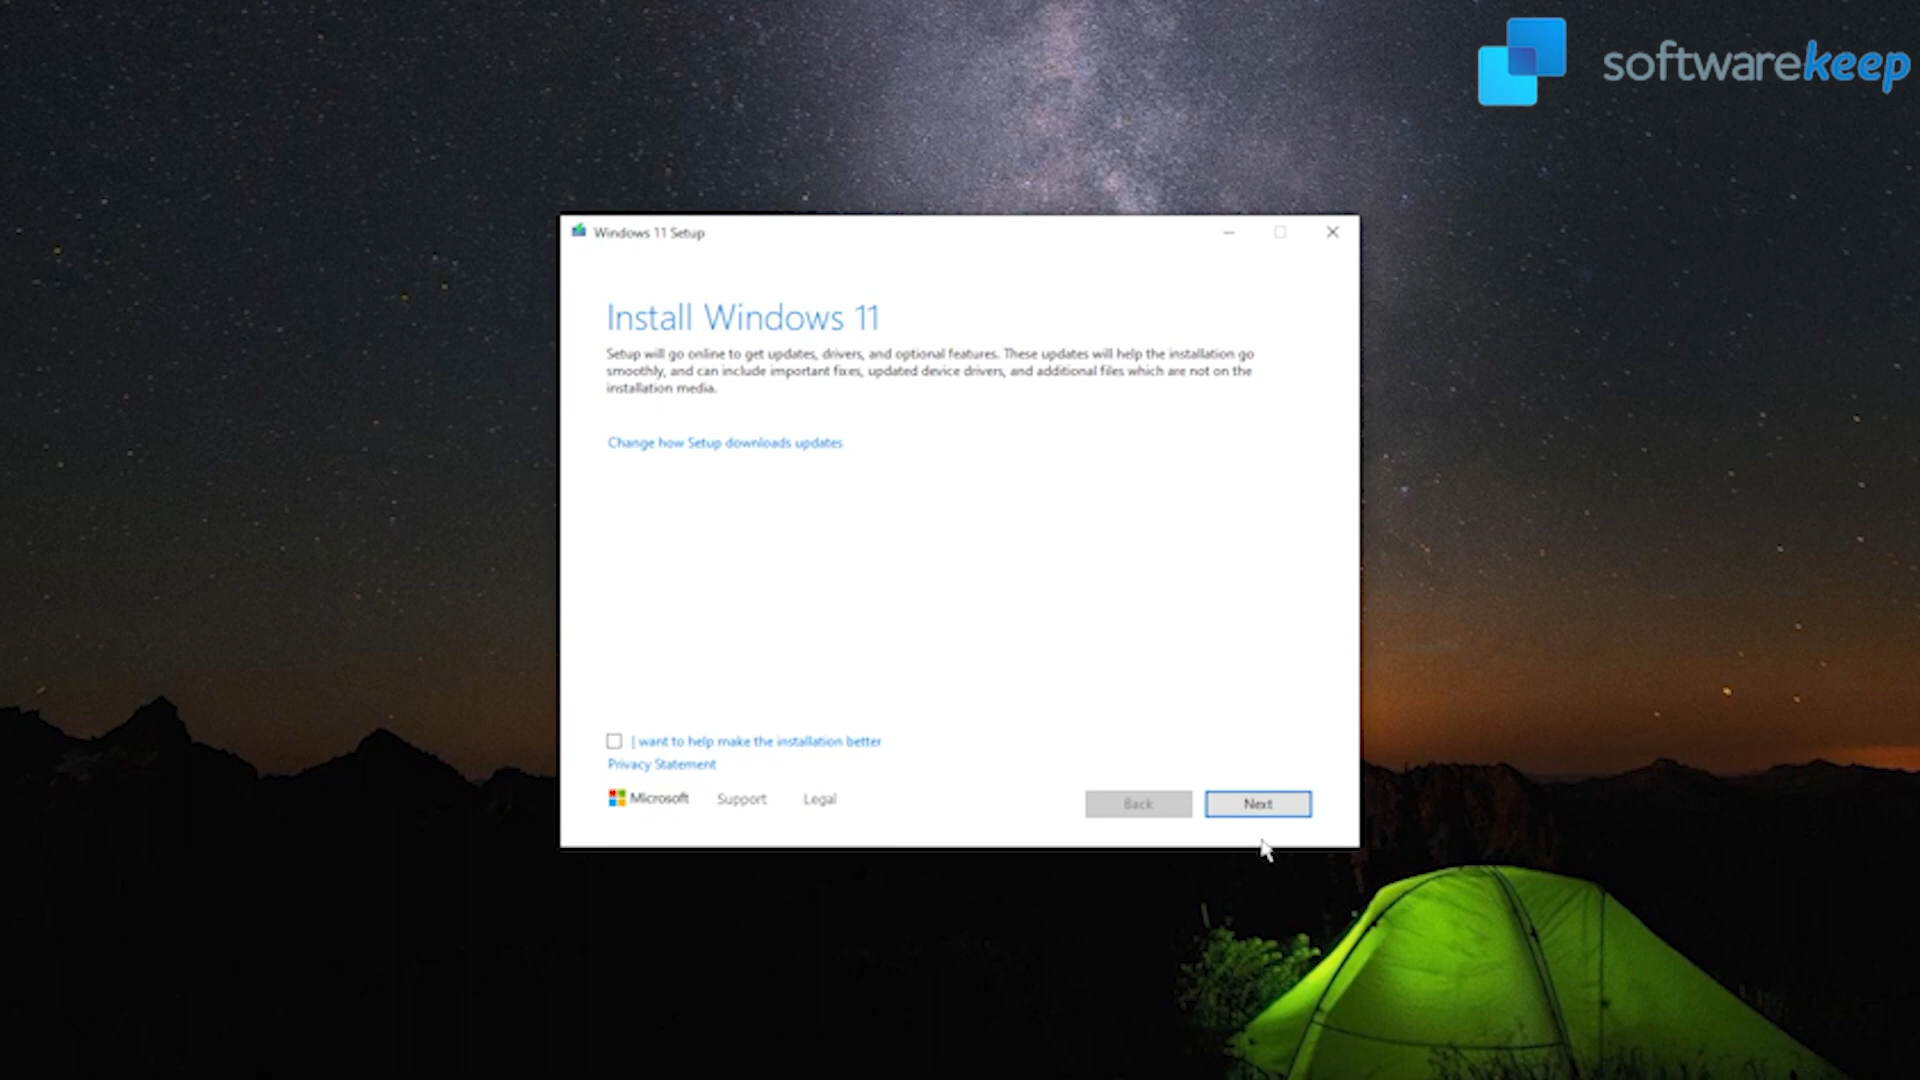 softwarekeep
Windows 11 Setup
Install Windows 11
Setup will go online to get updates, drivers, and optional features. These updates will help the installation go
smoothly, and can include important fixes, updated device drivers, and additional files which are not on the
installation media.
Change how Setup downloads updates
I want to help make the installation better
Privacy Statement
Microsoft Support Legal
Back Next